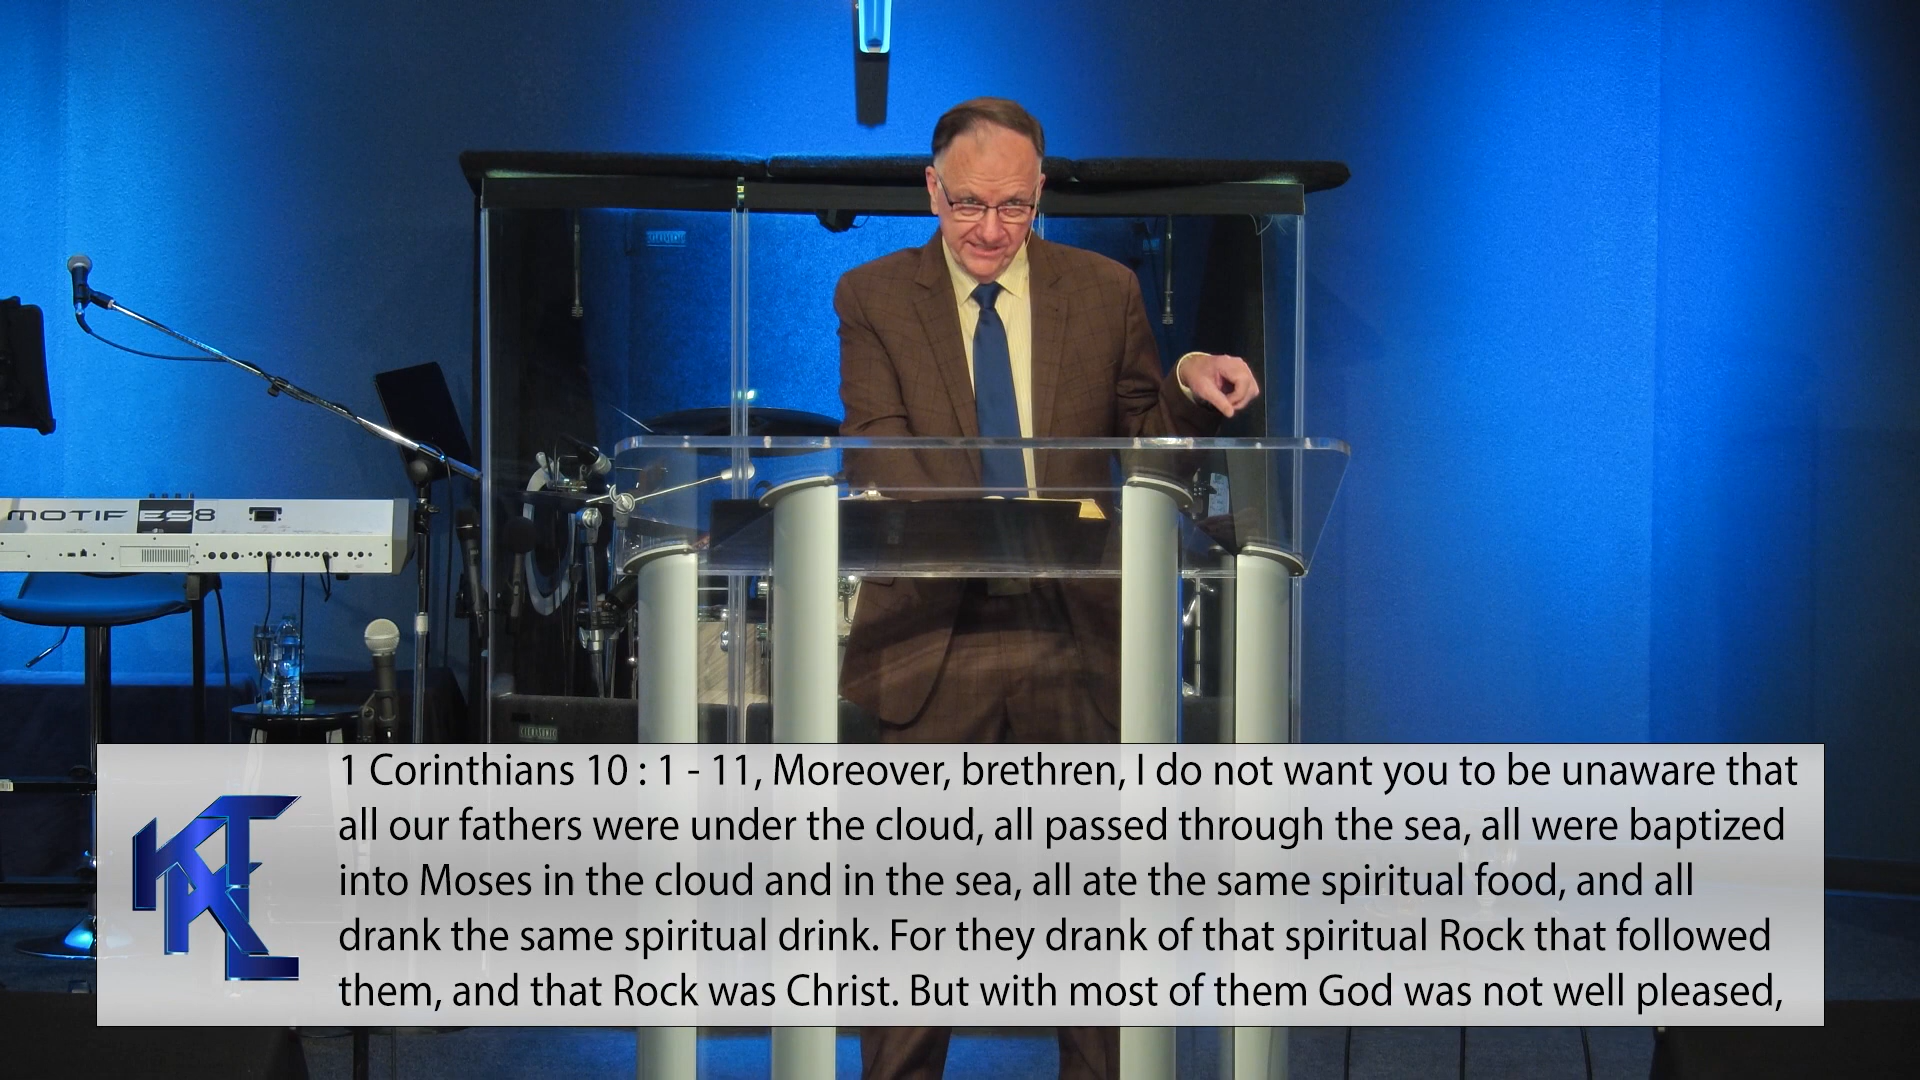 MOTIF ES8
1 Corinthians 10 : 1 - 11, Moreover, brethren, I do not want you to be unaware that
all our fathers were under the cloud, all passed through the sea, all were baptized
into Moses in the cloud and in the sea, all ate the same spiritual food, and all
drank the same spiritual drink. For they drank of that spiritual Rock that followed
them, and that Rock was Christ. But with most of them God was not well pleased,